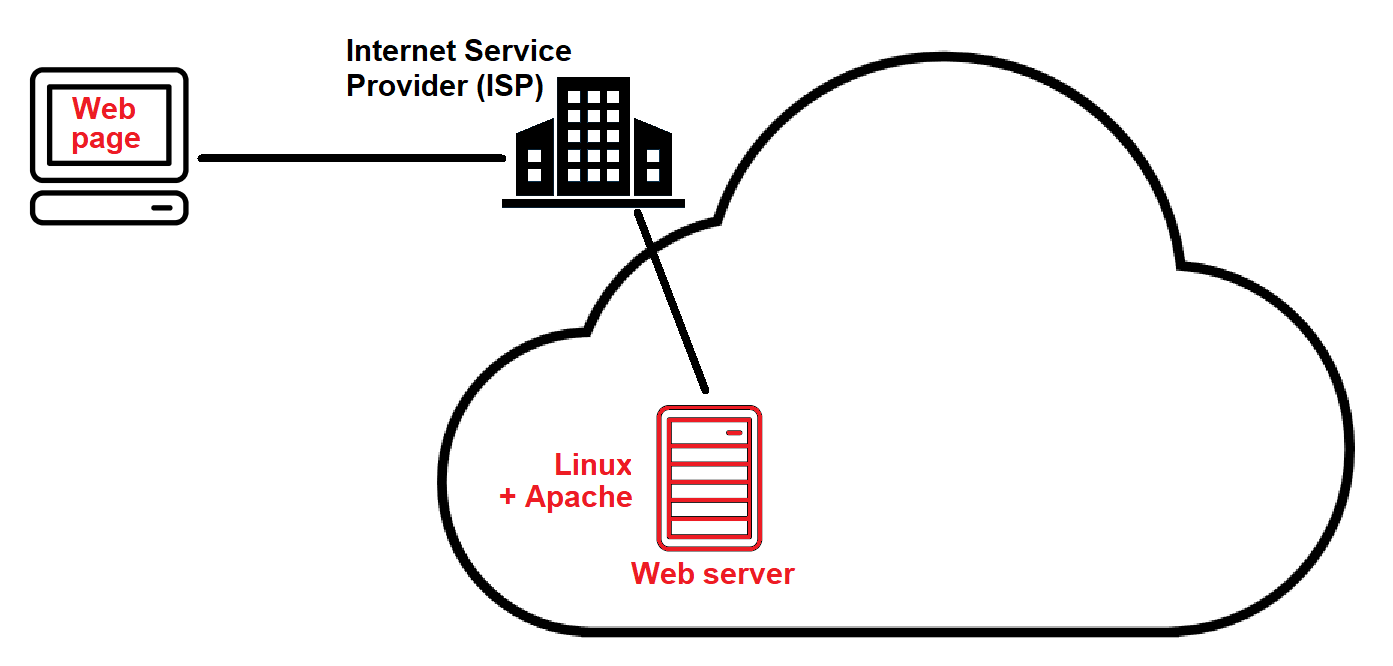 Internet Service
Provider (ISP)
Web
page
Linux
+ Apache
Web server